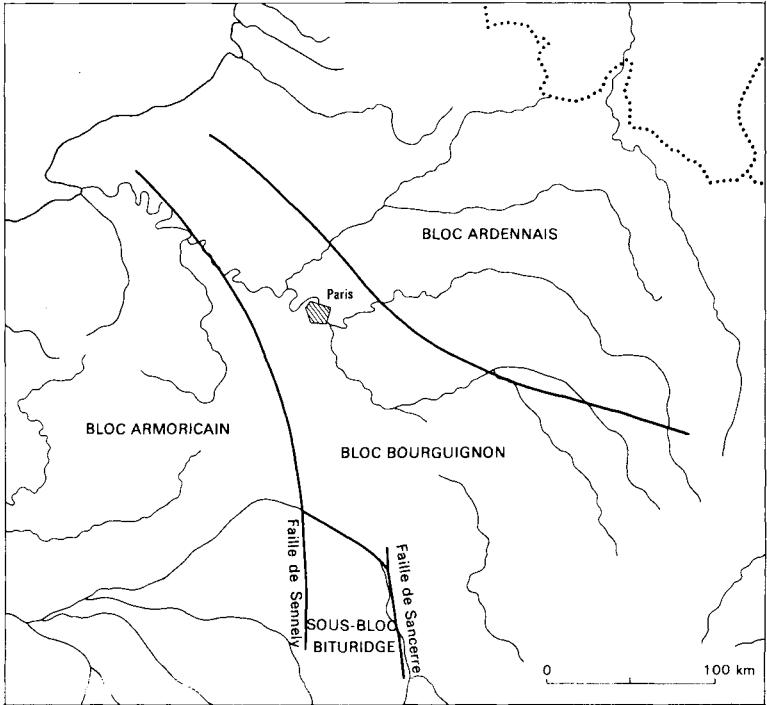 BLOC ARDENNAIS
Paris
BLOC ARMORICAIN
BLOC BOURGUIGNON
Faille de Sennely
Faille de Sancerre
SOUS-BLOC
BITURIDGE
0 100 km